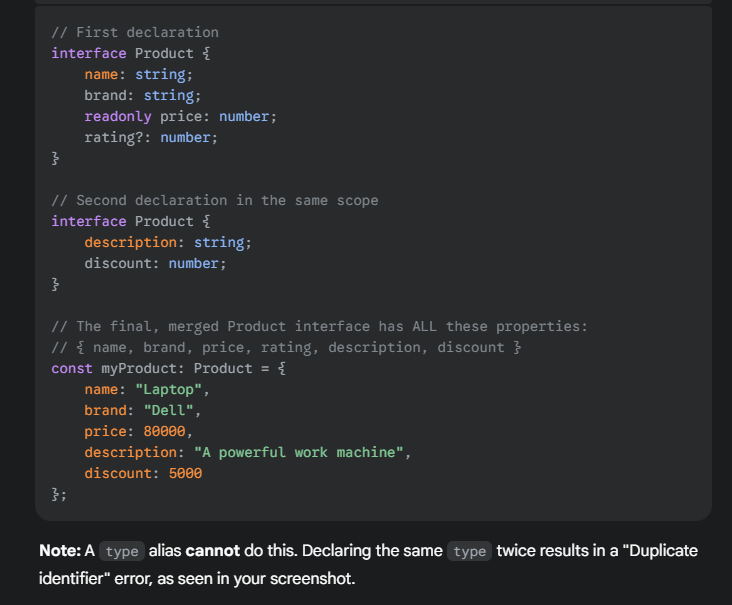 // First declaration
interface Product {
    name: string;
    brand: string;
    readonly price: number;
    rating?: number;
}

// Second declaration in the same scope
interface Product {
    description: string;
    discount: number;
}

// The final, merged Product interface has ALL these properties:
// { name, brand, price, rating, description, discount }
const myProduct: Product = {
    name: "Laptop",
    brand: "Dell",
    price: 80000,
    description: "A powerful work machine",
    discount: 5000
};
Note: A type alias cannot do this. Declaring the same type twice results in a "Duplicate
identifier" error, as seen in your screenshot.